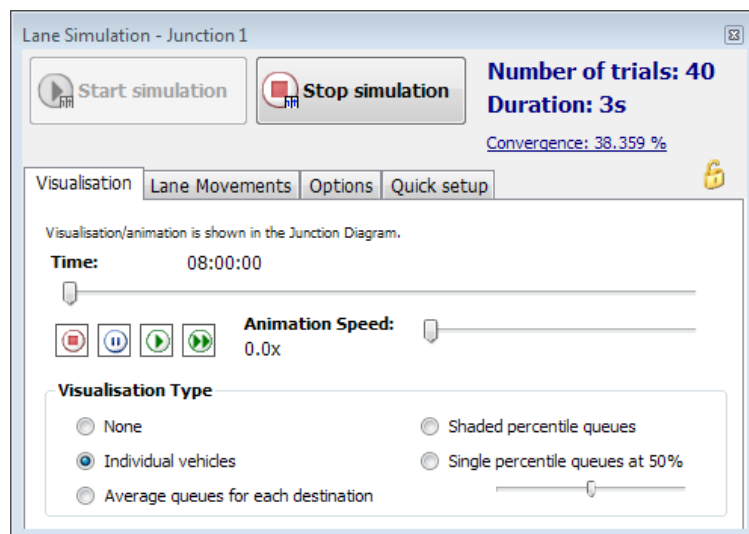 Lane Simulation - Junction 1
Start simulation
Stop simulation
Number of trials: 40
Duration: 3s
Convergence: 38.359 %
Visualisation
Lane Movements
Options
Quick setup
Visualisation/animation is shown in the Junction Diagram.
Time: 08:00:00
Animation Speed:
0.0x
Visualisation Type
None
Shaded percentile queues
Individual vehicles
Single percentile queues at 50%
Average queues for each destination